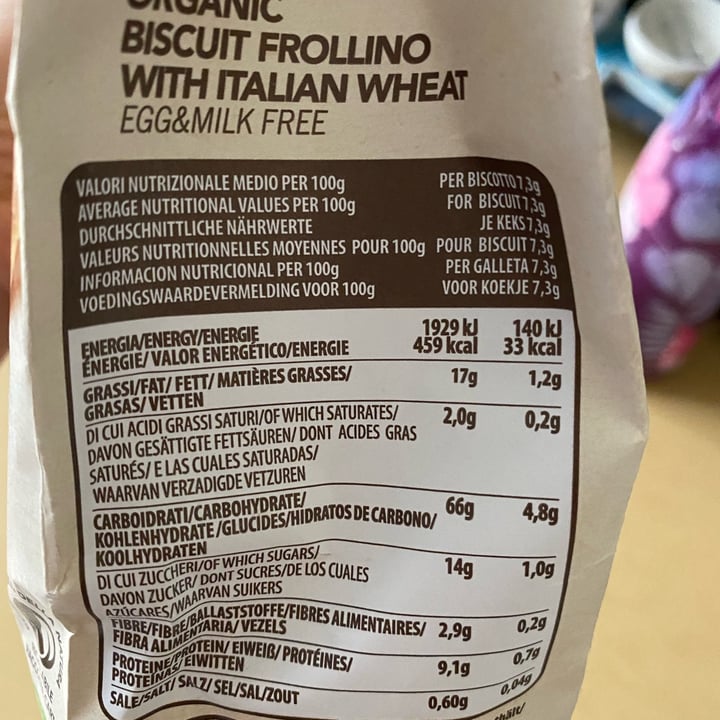 ORGANIC
BISCUIT FROLLINO
WITH ITALIAN WHEAT
EGG&MILK FREE
VALORI NUTRIZIONALE MEDIO PER 100g PER BISCOTTO 7,3g
AVERAGE NUTRITIONAL VALUES PER 100g FOR BISCUIT 7,3g
DURCHSCHNITTLICHE NÄHRWERTE JE KEKS 7,3g
VALEURS NUTRITIONNELLES MOYENNES POUR 100g POUR BISCUIT 7,3g
INFORMACION NUTRICIONAL PER 100g PER GALLETA 7,3g
VOEDINGSWAARDEVERMELDING VOOR 100g VOOR KOEKJE 7,3g
ENERGIA/ENERGY/ENERGIE 1929 kJ 140 kJ
ÉNERGIE/ VALOR ENERGÉTICO/ENERGIE 459 kcal 33 kcal
GRASSI/FAT/ FETT/ MATIÈRES GRASSES/ 17g 1,2g
GRASAS/ VETTEN
DI CUI ACIDI GRASSI SATURI/OF WHICH SATURATES/ 2,0g 0,2g
DAVON GESÄTTIGTE FETTSÄUREN/ DONT ACIDES GRAS
SATURÉS/ E LAS CUALES SATURADAS/
WAARVAN VERZADIGDE VETZUREN
CARBOIDRATI/CARBOHYDRATE/ 66g 4,8g
KOHLENHYDRATE /GLUCIDES/HIDRATOS DE CARBONO/
KOOLHYDRATEN
DI CUI ZUCCHERI/OF WHICH SUGARS/ 14g 1,0g
DAVON ZUCKER/ DONT SUCRES/DE LOS CUALES
AZÚCARES/WAARVAN SUIKERS
FIBRE/FIBRE/BALLASTSTOFFE/FIBRES ALIMENTAIRES/ 2,9g 0,2g
FIBRA ALIMENTARIA/ VEZELS
PROTEINE/PROTEIN/ EIWEIß/ PROTÉINES/ 9,1g 0,7g
PROTEÍNAS/ EIWITTEN
SALE/SALT/ SALZ/ SEL/SAL/ZOUT 0,60g 0,04g